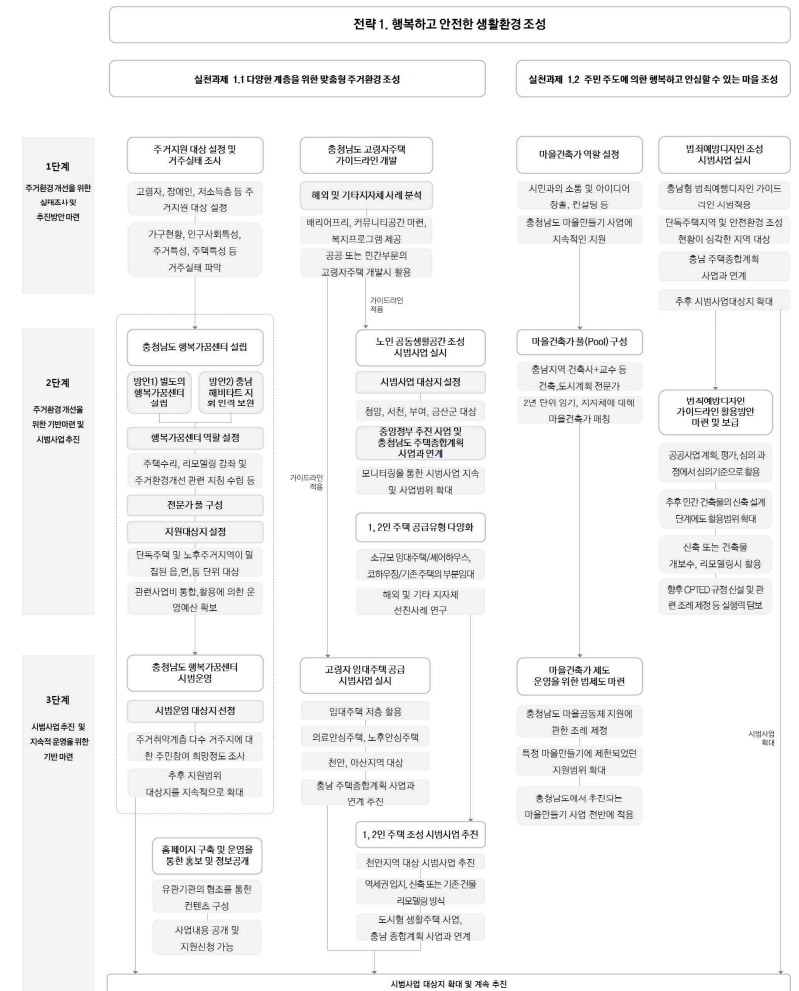 전략 1. 행복하고 안전한 생활환경 조성
실천과제 1.1 다양한 계층을 위한 맞춤형 주거환경 조성
실천과제 1.2 주민 주도에 의한 행복하고 안심할 수 있는 마을 조성
1단계
주거환경 개선을 위한
실태조사 및
추진방안 마련
주거지원 대상 설정 및
거주실태 조사
고령자, 장애인, 저소득층 등 주
거지원 대상 설정
가구현황, 인구사회특성,
주거특성, 주택특성 등
거주실태 파악
충청남도 고령자주택
가이드라인 개발
해외 및 기타지자체 사례 분석
배리어프리, 커뮤니티공간 마련,
복지프로그램 제공
공공 또는 민간부문의
고령자주택 개발시 활용
가이드라인
적용
마을건축가 역할 설정
시민과의 소통 및 아이디어
창출, 컨설팅 등
충청남도 마을만들기 사업에
지속적인 지원
범죄예방디자인 조성
시범사업 실시
충남형 범죄예방디자인 가이드
라인 시범적용
단독주택지역 및 안전환경 조성
현황이 심각한 지역 대상
충남 주택종합계획
사업과 연계
추후 시범사업대상지 확대
2단계
주거환경 개선을
위한 기반마련 및
시범사업 추진
충청남도 행복가꿈센터 설립
방안1) 별도의
행복가꿈센터
설립
방안2) 충남
해비타트 지
회 인력 보완
행복가꿈센터 역할 설정
주택수리, 리모델링 강좌 및
주거환경개선 관련 지침 수립 등
전문가 풀 구성
지원대상지 설정
단독주택 및 노후주거지역이 밀
집된 읍,면,동 단위 대상
관련사업비 통합,활용에 의한 운
영예산 확보
가이드라인
적용
노인 공동생활공간 조성
시범사업 실시
시범사업 대상지 설정
청양, 서천, 부여, 금산군 대상
중앙정부 추진 사업 및
충청남도 주택종합계획
사업과 연계
모니터링을 통한 시범사업 지속
및 사업범위 확대
1, 2인 주택 공급유형 다양화
소규모 임대주택/셰어하우스,
코하우징/기존 주택의 부분임대
해외 및 기타 지자체
선진사례 연구
마을건축가 풀(Pool) 구성
충남지역 건축사+교수 등
건축,도시계획 전문가
2년 단위 임기, 지자체에 대해
마을건축가 매칭
범죄예방디자인
가이드라인 활용방안
마련 및 보급
공공사업 계획, 평가, 심의 과
정에서 심의기준으로 활용
추후 민간 건축물의 신축 설계
단계에도 활용범위 확대
신축 또는 건축물
개보수, 리모델링시 활용
향후 CPTED 규정 신설 및 관
련 조례 제정 등 실행력 담보
3단계
시범사업 추진 및
지속적 운영을 위한
기반 마련
충청남도 행복가꿈센터
시범운영
시범운영 대상지 선정
주거취약계층 다수 거주지에 대
한 주민참여 희망정도 조사
추후 지원범위
대상지를 지속적으로 확대
홈페이지 구축 및 운영을
통한 홍보 및 정보공개
유관기관의 협조를 통한
컨텐츠 구성
사업내용 공개 및
지원신청 가능
고령자 임대주택 공급
시범사업 실시
임대주택 저층 활용
의료안심주택, 노후안심주택
천안, 아산지역 대상
충남 주택종합계획 사업과
연계 추진
1, 2인 주택 조성 시범사업 추진
천안지역 대상 시범사업 추진
역세권 입지, 신축 또는 기존 건물
리모델링 방식
도시형 생활주택 사업,
충남 종합계획 사업과 연계
마을건축가 제도
운영을 위한 법제도 마련
충청남도 마을공동체 지원에
관한 조례 제정
특정 마을만들기에 제한되었던
지원범위 확대
충청남도에서 추진되는
마을만들기 사업 전반에 적용
시범사업
확대
시범사업 대상지 확대 및 계속 추진